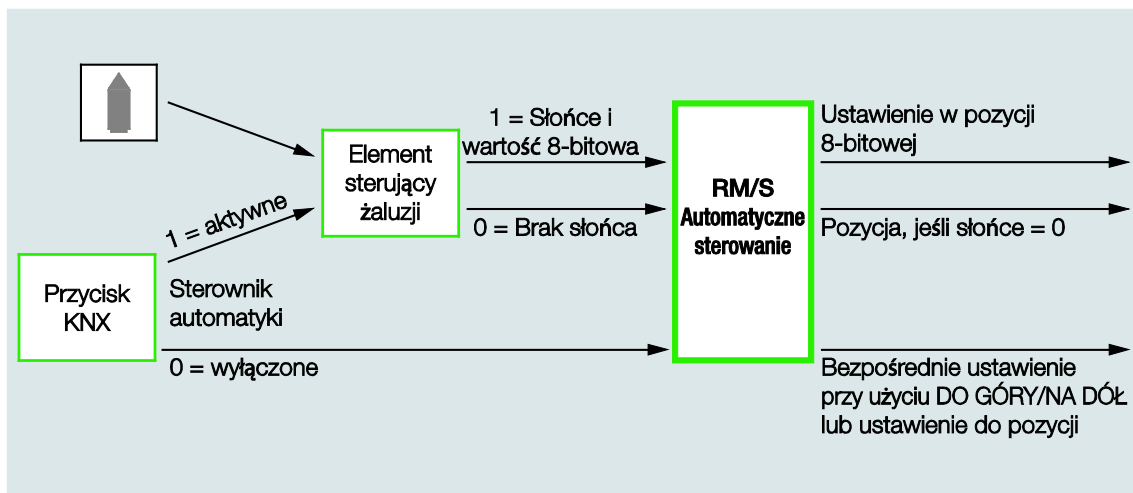 1 = Słońce i
wartość 8-bitowa
Ustawienie w pozycji
8-bitowej
Element
sterujący
żaluzji
RM/S
Automatyczne
sterowanie
1 = aktywne
0 = Brak słońca
Pozycja, jeśli słońce = 0
Przycisk
KNX
Sterownik
automatyki
0 = wyłączone
Bezpośrednie ustawienie
przy użyciu DO GÓRY/NA DÓŁ
lub ustawienie do pozycji